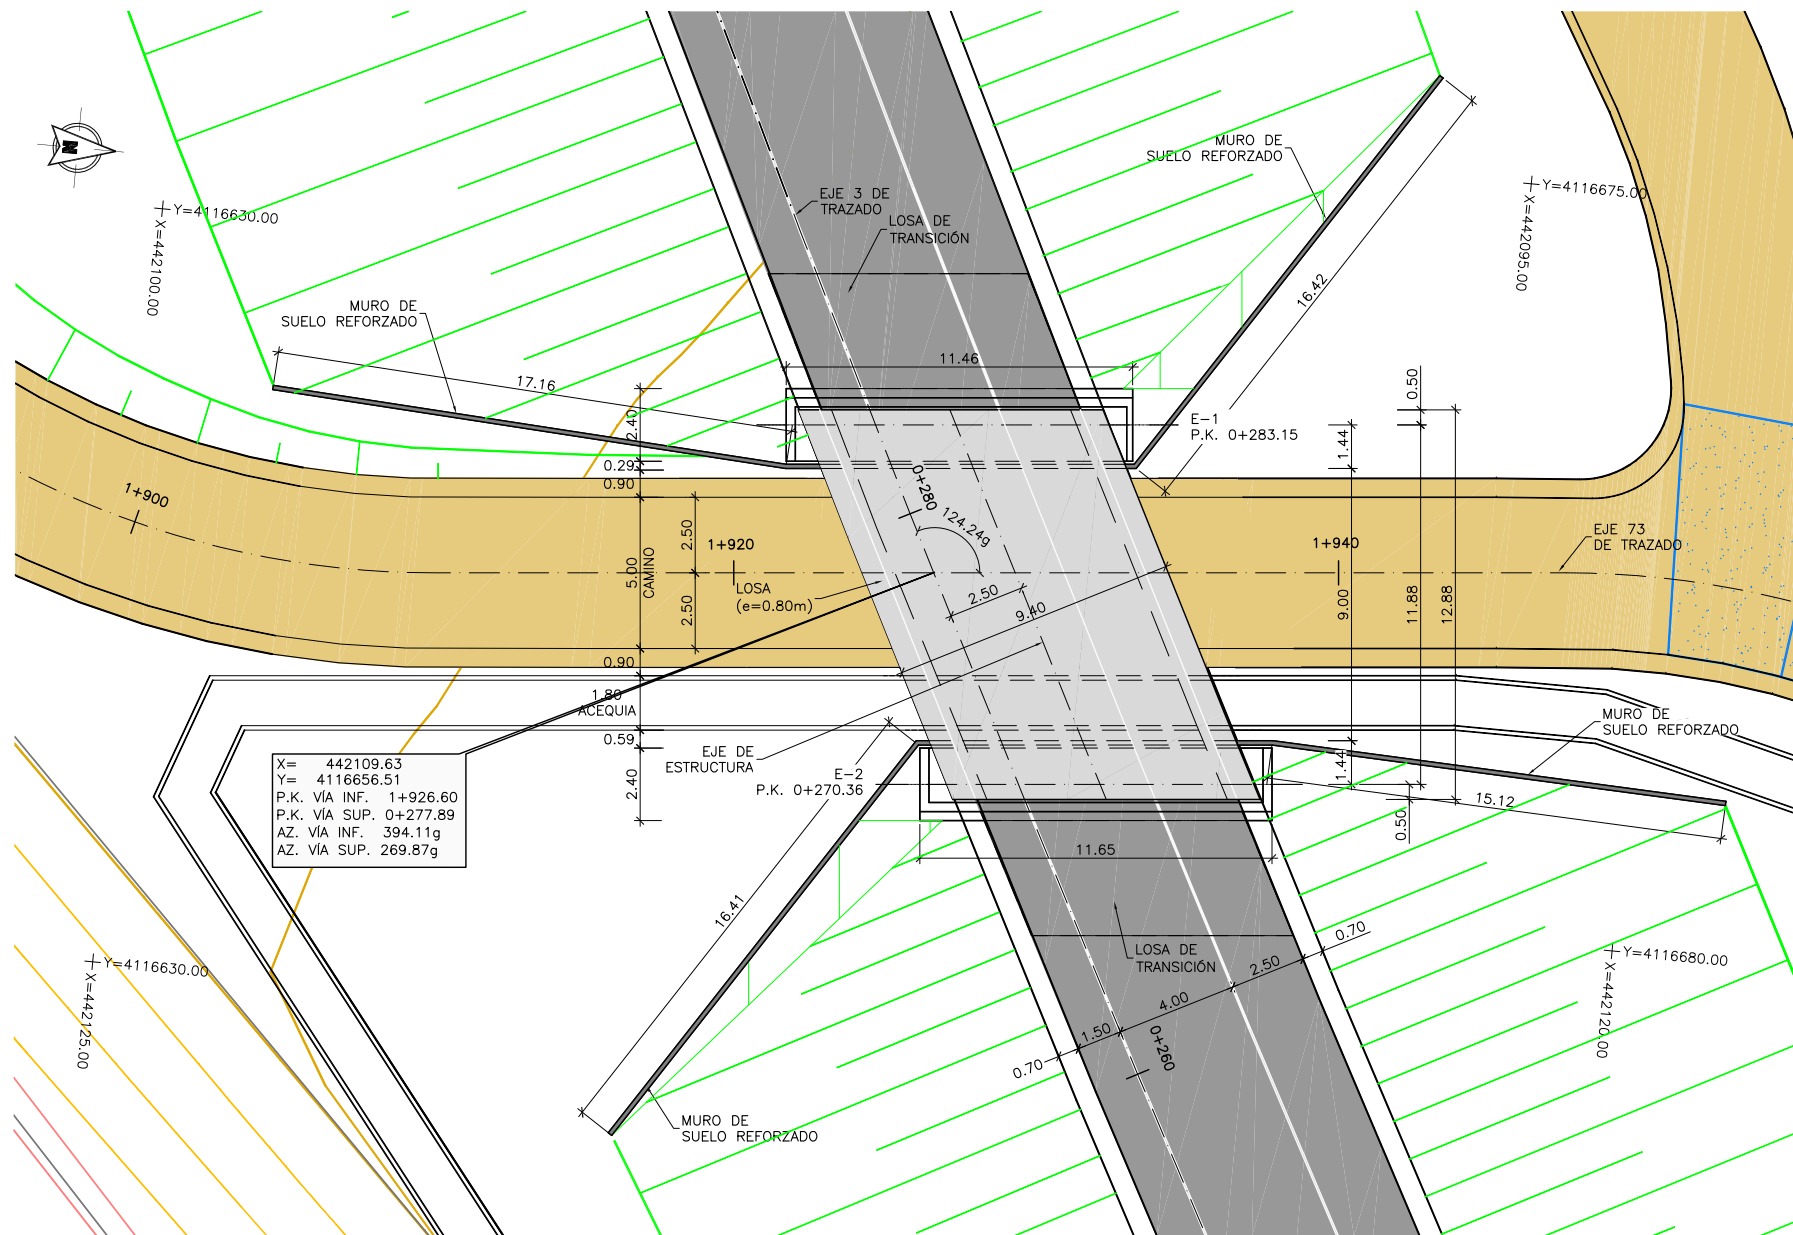 N
Y=4116630.00
X=442100.00
MURO DE
SUELO REFORZADO
17.16
EJE 3 DE
TRAZADO
LOSA DE
TRANSICIÓN
11.46
MURO DE
SUELO REFORZADO
16.42
Y=4116675.00
X=442095.00
E-1
P.K. 0+283.15
0.50
1.44
2.40
0.29
0.90
2.50
5.00
CAMINO
2.50
0.90
1.80
ACEQUIA
0.59
2.40
1+900
1+920
1+940
0+280
124.24g
LOSA
(e=0.80m)
2.50
9.40
9.00
11.88
12.88
EJE 73
DE TRAZADO
X= 442109.63
Y= 4116656.51
P.K. VÍA INF. 1+926.60
P.K. VÍA SUP. 0+277.89
AZ. VÍA INF. 394.11g
AZ. VÍA SUP. 269.87g
EJE DE
ESTRUCTURA
E-2
P.K. 0+270.36
1.44
0.50
MURO DE
SUELO REFORZADO
15.12
11.65
16.41
LOSA DE
TRANSICIÓN
0.70
2.50
4.00
1.50
0.70
0+260
Y=4116630.00
X=442125.00
Y=4116680.00
X=442120.00
MURO DE
SUELO REFORZADO